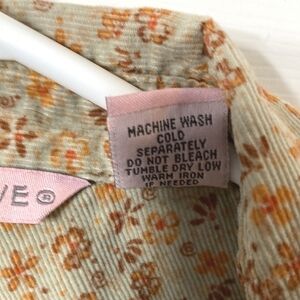 MACHINE WASH
COLD
SEPARATELY
DO NOT BLEACH
TUMBLE DRY LOW
WARM IRON
IF NEEDED
VE®